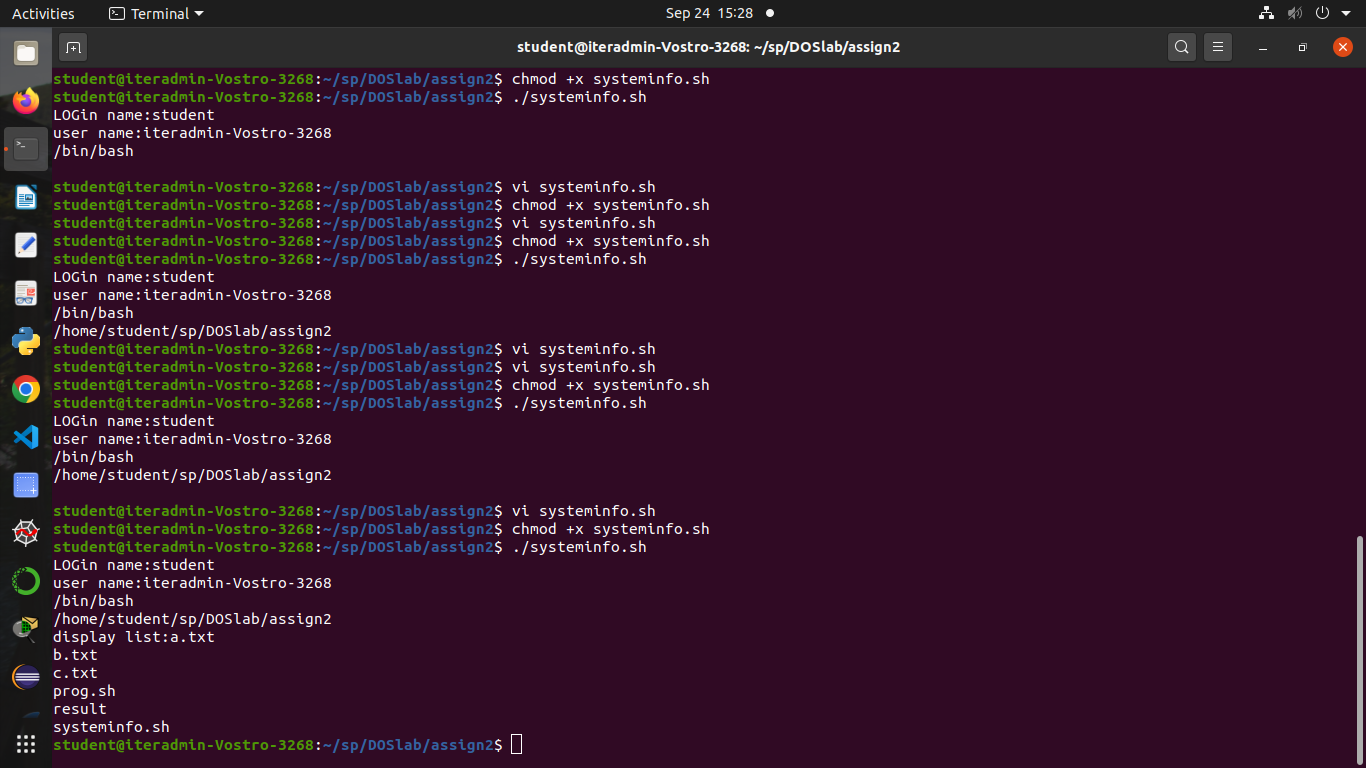 Activities
Terminal
Sep 24 15:28
student@iteradmin-Vostro-3268: ~/sp/DOSlab/assign2
student@iteradmin-Vostro-3268:~/sp/DOSlab/assign2$ chmod +x systeminfo.sh
student@iteradmin-Vostro-3268:~/sp/DOSlab/assign2$ ./systeminfo.sh
LOGin name:student
user name:iteradmin-Vostro-3268
/bin/bash
student@iteradmin-Vostro-3268:~/sp/DOSlab/assign2$ vi systeminfo.sh
student@iteradmin-Vostro-3268:~/sp/DOSlab/assign2$ chmod +x systeminfo.sh
student@iteradmin-Vostro-3268:~/sp/DOSlab/assign2$ vi systeminfo.sh
student@iteradmin-Vostro-3268:~/sp/DOSlab/assign2$ chmod +x systeminfo.sh
student@iteradmin-Vostro-3268:~/sp/DOSlab/assign2$ ./systeminfo.sh
LOGin name:student
user name:iteradmin-Vostro-3268
/bin/bash
/home/student/sp/DOSlab/assign2
student@iteradmin-Vostro-3268:~/sp/DOSlab/assign2$ vi systeminfo.sh
student@iteradmin-Vostro-3268:~/sp/DOSlab/assign2$ vi systeminfo.sh
student@iteradmin-Vostro-3268:~/sp/DOSlab/assign2$ chmod +x systeminfo.sh
student@iteradmin-Vostro-3268:~/sp/DOSlab/assign2$ ./systeminfo.sh
LOGin name:student
user name:iteradmin-Vostro-3268
/bin/bash
/home/student/sp/DOSlab/assign2
student@iteradmin-Vostro-3268:~/sp/DOSlab/assign2$ vi systeminfo.sh
student@iteradmin-Vostro-3268:~/sp/DOSlab/assign2$ chmod +x systeminfo.sh
student@iteradmin-Vostro-3268:~/sp/DOSlab/assign2$ ./systeminfo.sh
LOGin name:student
user name:iteradmin-Vostro-3268
/bin/bash
/home/student/sp/DOSlab/assign2
display list:a.txt
b.txt
c.txt
prog.sh
result
systeminfo.sh
student@iteradmin-Vostro-3268:~/sp/DOSlab/assign2$